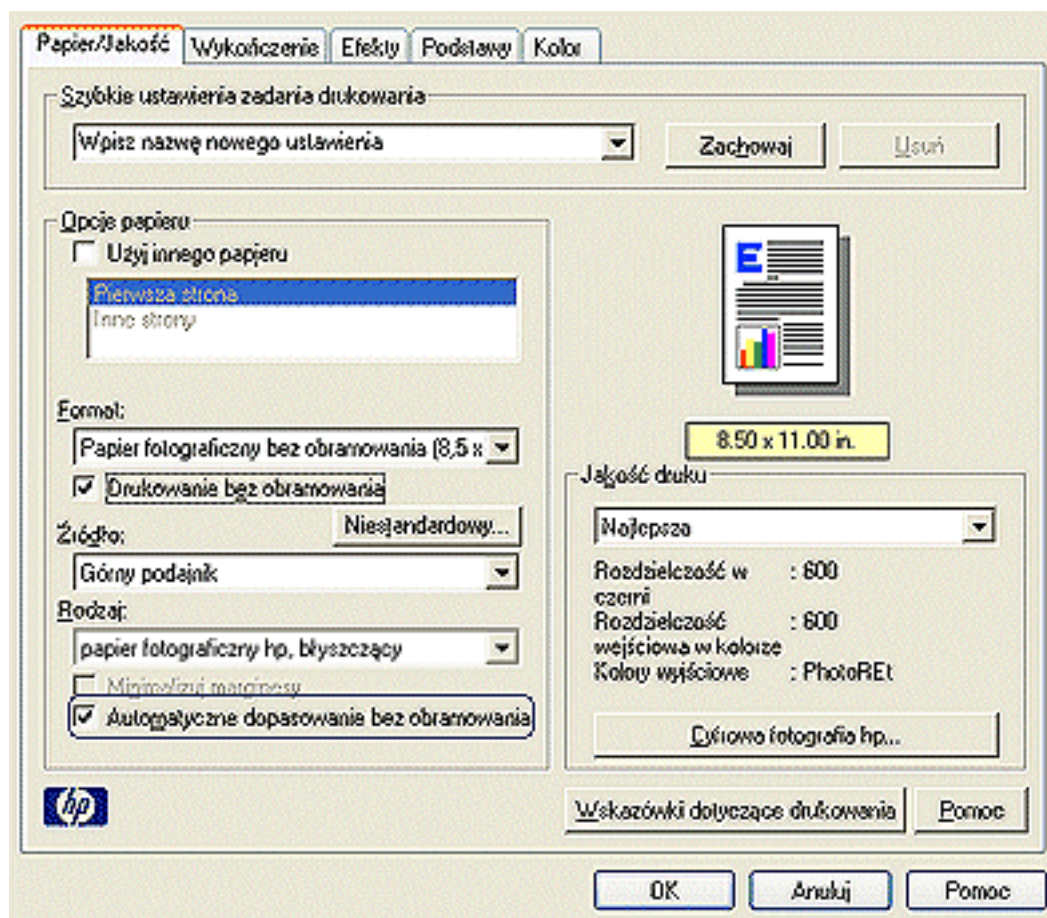 Papier/Jakość Wykończenie Efekty Podstawy Kolor
Szybkie ustawienia zadania drukowania
Wpisz nazwę nowego ustawienia Zachowaj Usuń
Opcje papieru
Użyj innego papieru
Pierwsza strona
Inne strony
E
Format:
Papier fotograficzny bez obramowania (8,5 x
8.50 x 11.00 in.
Drukowanie bez obramowania
Niestandardowy...
Źródło:
Górny podajnik
Rodzaj:
papier fotograficzny hp, błyszczący
Minimalizuj marginesy
Automatyczne dopasowanie bez obramowania
Jakość druku
Najlepsza
Rozdzielczość w : 600
czerni
Rozdzielczość : 600
wejściowa w kolorze
Kolory wyjściowe : PhotoREt
Cyfrowa fotografia hp...
hp
Wskazówki dotyczące drukowania Pomoc
OK Anuluj Pomoc